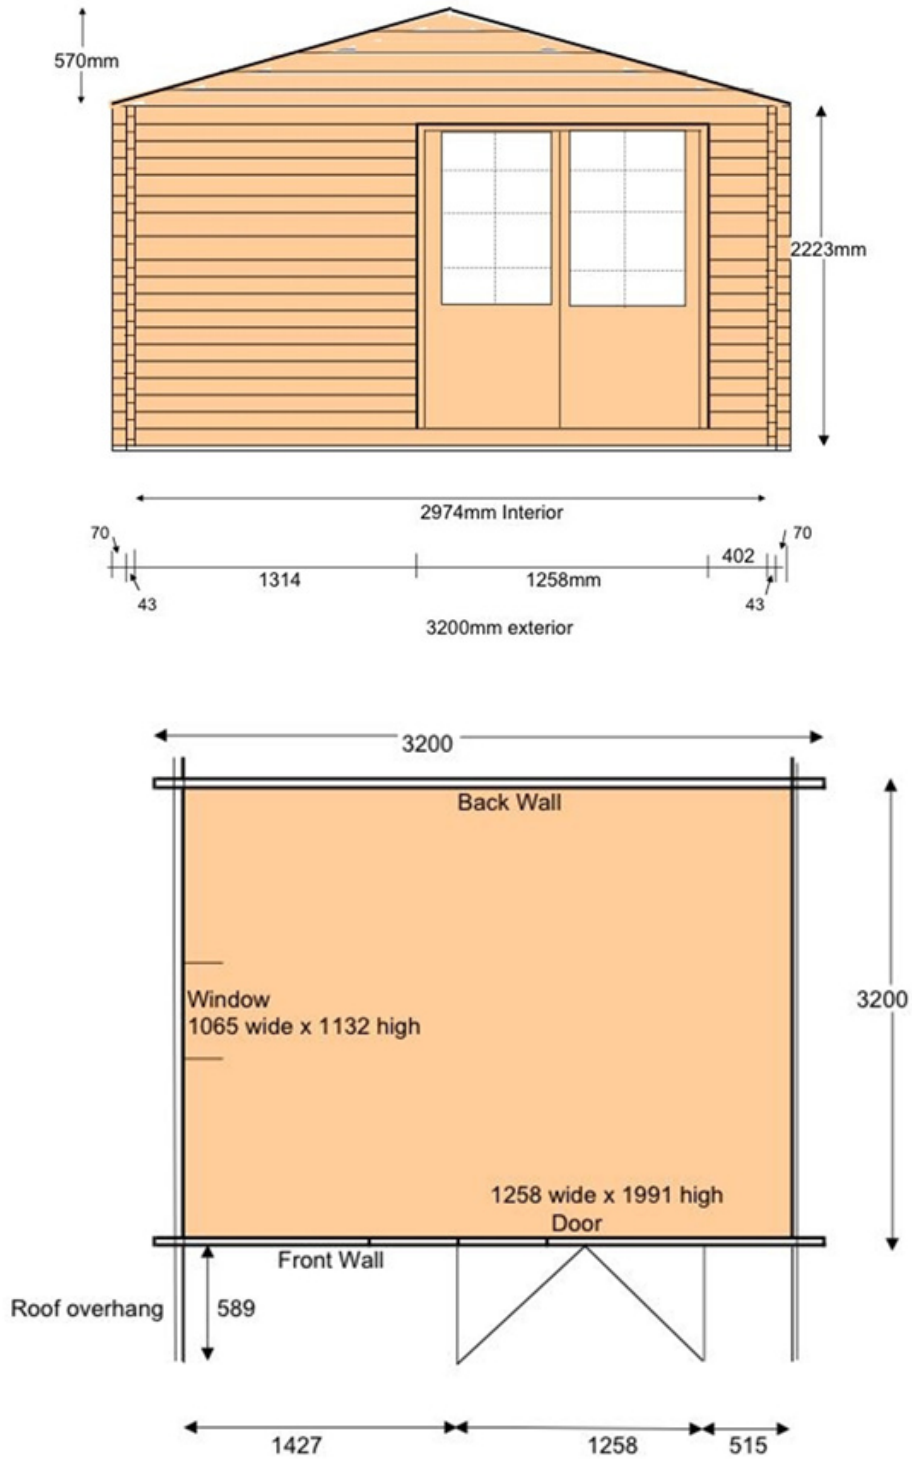 570mm
2223mm
2974mm Interior
70
70
402
1314
1258mm
43
43
3200mm exterior
3200
Back Wall
Window
1065 wide x 1132 high
3200
1258 wide x 1991 high
Door
Front Wall
Roof overhang
589
1427
1258
515